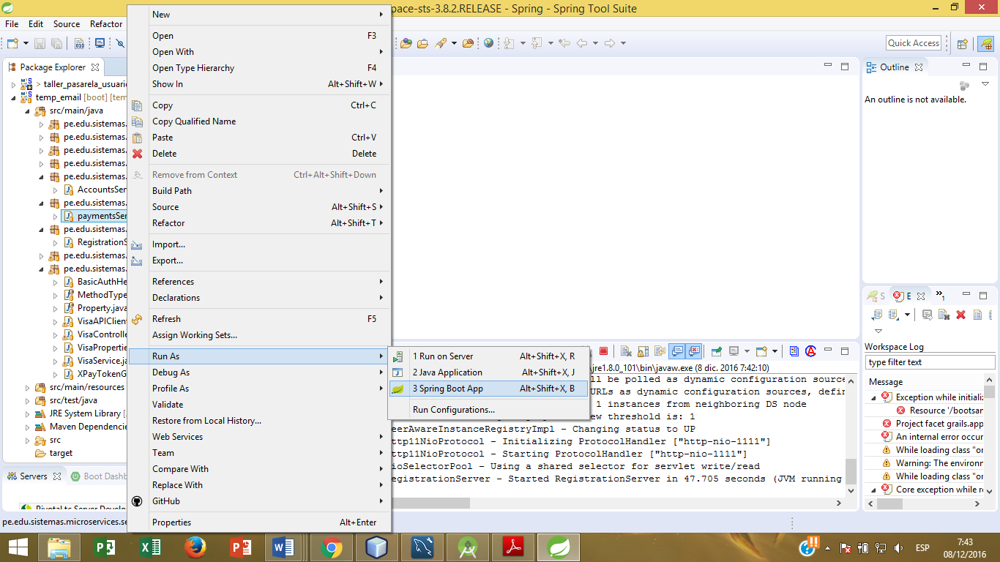 pace-sts-3.8.2.RELEASE - Spring - Spring Tool Suite
File Edit Source Refactor
Quick Access
Package Explorer
> taller_pasarela_usuari
temp_email [boot] [tem
src/main/java
pe.edu.sistemas.
pe.edu.sistemas.
pe.edu.sistemas.
pe.edu.sistemas.
pe.edu.sistemas.
AccountsSer
pe.edu.sistemas.
paymentsSer
pe.edu.sistemas.
RegistrationS
pe.edu.sistemas.
pe.edu.sistemas.
BasicAuthHe
MethodType
Property.java
VisaAPIClient
VisaControlle
VisaPropertie
VisaService.ja
XPayTokenG
src/main/resources
src/test/java
JRE System Library [
Maven Dependencie
src
target
Servers
Boot Dashb
pe.edu.sistemas.microservices.se
New
Open F3
Open With
Open Type Hierarchy F4
Show In Alt+Shift+W
Copy Ctrl+C
Copy Qualified Name
Paste Ctrl+V
Delete Delete
Remove from Context Ctrl+Alt+Shift+Down
Build Path
Source Alt+Shift+S
Refactor Alt+Shift+T
Import...
Export...
References
Declarations
Refresh F5
Assign Working Sets...
Run As
Debug As
Profile As
Validate
Restore from Local History...
Web Services
Team
Compare With
Replace With
GitHub
Properties Alt+Enter
1 Run on Server Alt+Shift+X, R
2 Java Application Alt+Shift+X, J
3 Spring Boot App Alt+Shift+X, B
Run Configurations...
\jre1.8.0_101\bin\javaw.exe (8 dic. 2016 7:42:10)
ll be polled as dynamic configuration source
URLs as dynamic configuration sources, defin
1 instances from neighboring DS node
ew threshold is: 1
eerAwareInstanceRegistryImpl - Changing status to UP
ttp11NioProtocol - Initializing ProtocolHandler ["http-nio-1111"]
ttp11NioProtocol - Starting ProtocolHandler ["http-nio-1111"]
ioSelectorPool - Using a shared selector for servlet write/read
egistrationServer - Started RegistrationServer in 47.705 seconds (JVM running
Outline
An outline is not available.
S
E
»1
Workspace Log
type filter text
Message
Exception while initializ
Resource '/bootsan
Project facet grails.app
An internal error occur
While loading class "or
Warning: The environm
While loading class "or
Core exception while re
ESP
7:43
08/12/2016